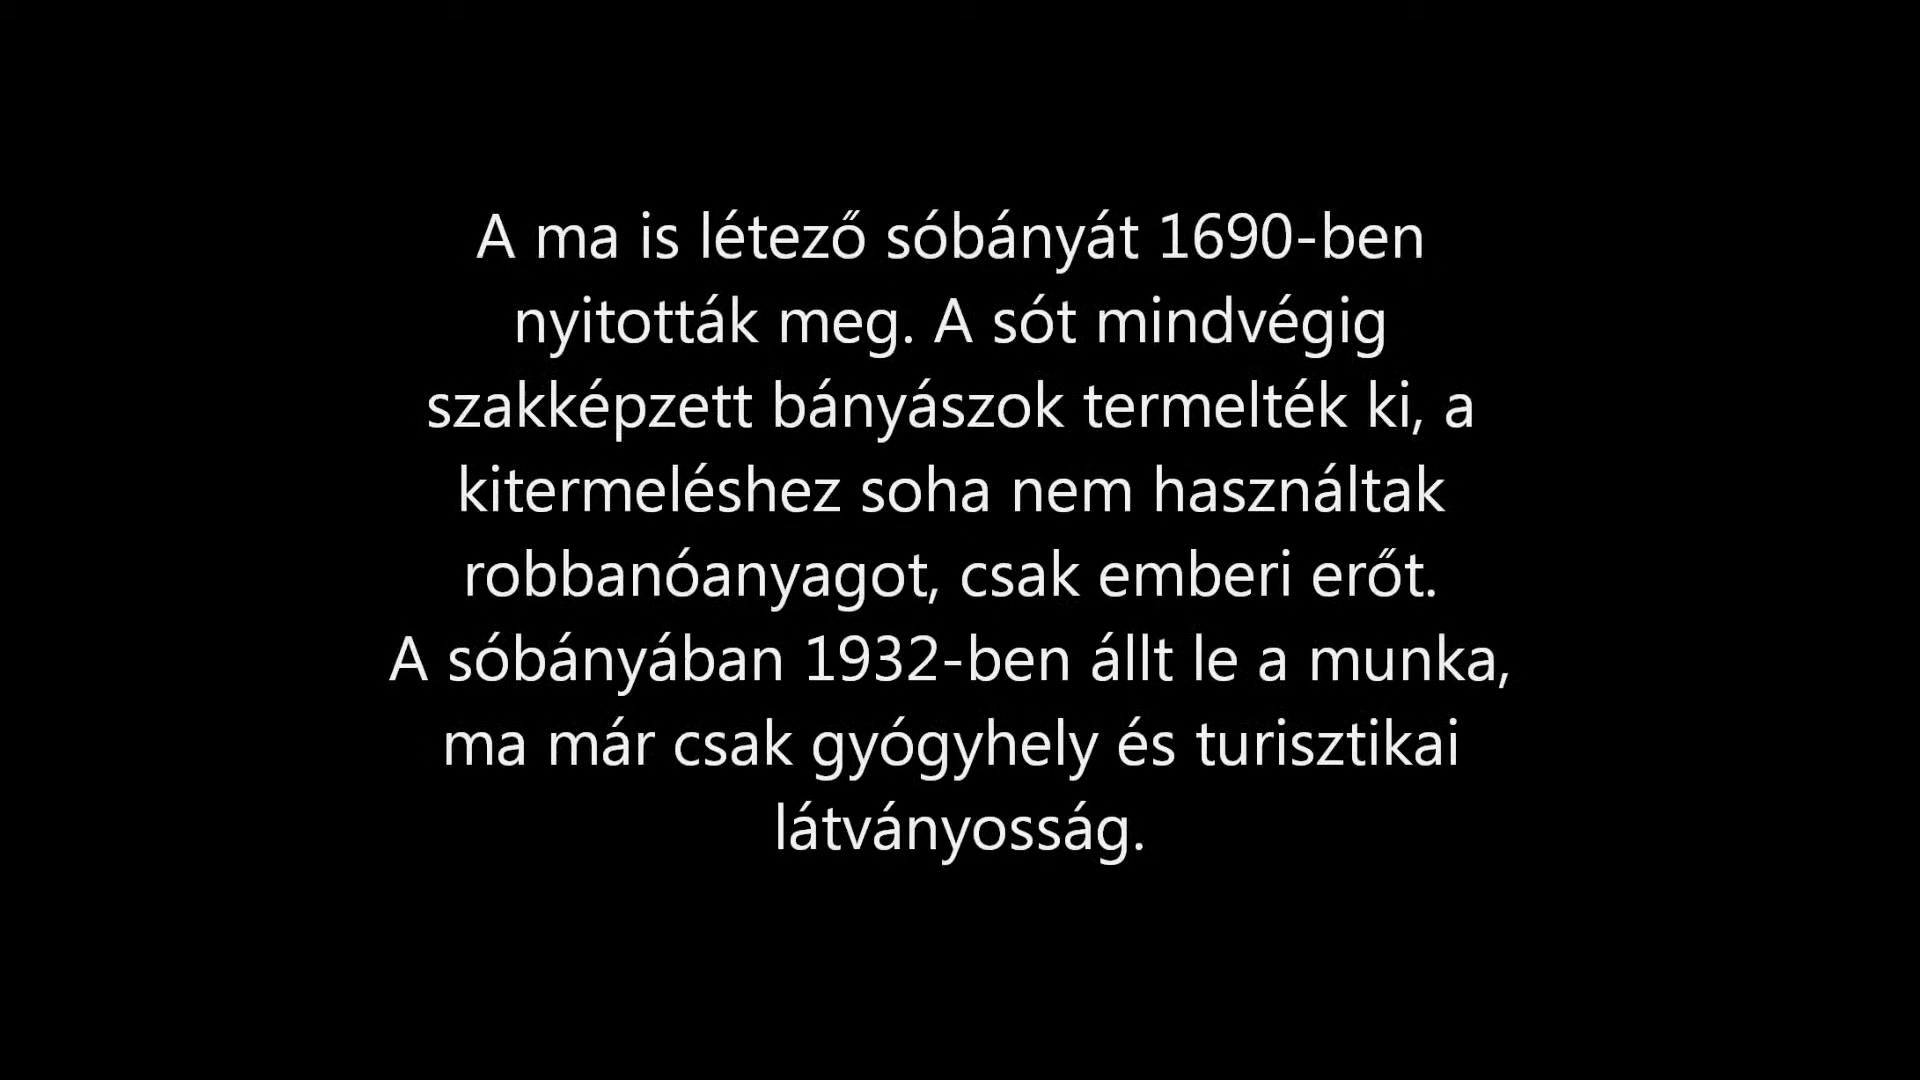 A ma is létező sóbányát 1690-ben
nyitották meg. A sót mindvégig
szakképzett bányászok termelték ki, a
kitermeléshez soha nem használtak
robbanóanyagot, csak emberi erőt.
A sóbányában 1932-ben állt le a munka,
ma már csak gyógyhely és turisztikai
látványosság.